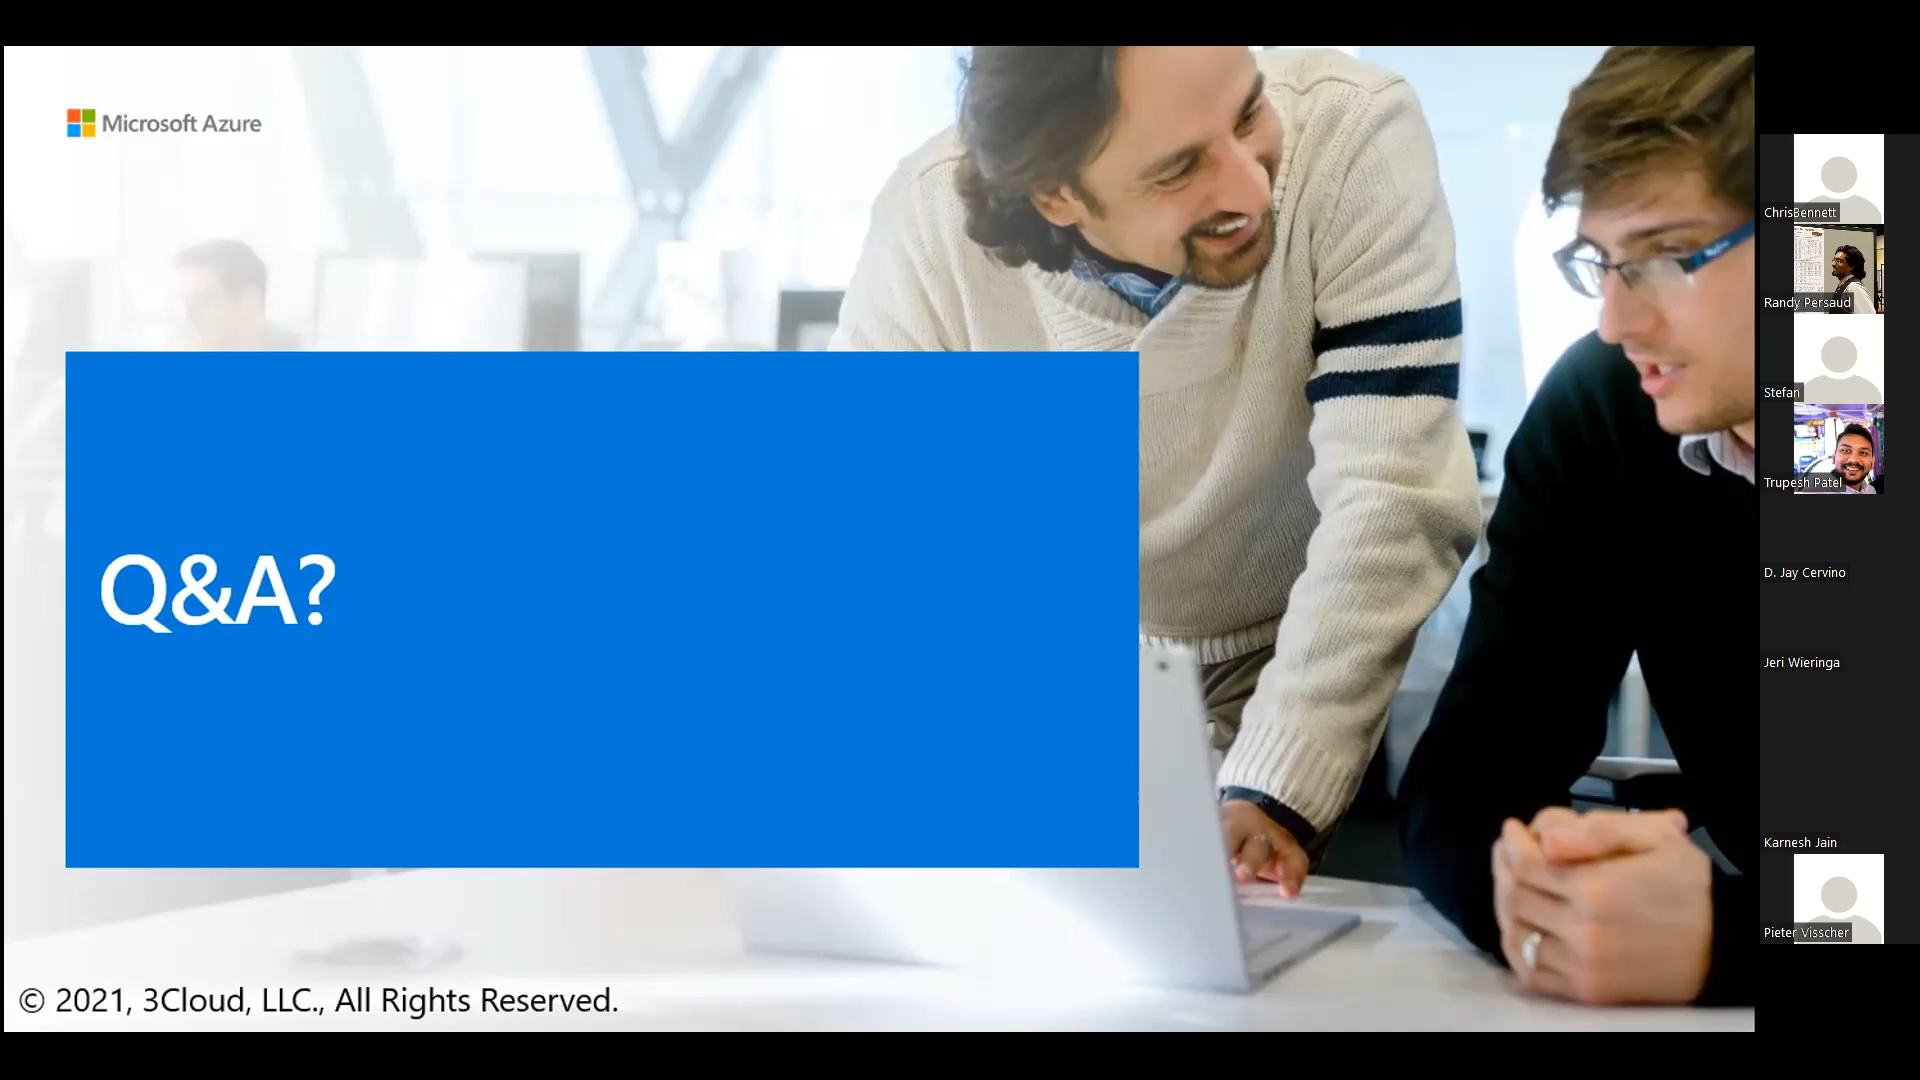 Microsoft Azure
Q&A?
© 2021, 3Cloud, LLC., All Rights Reserved.
ChrisBennett
Randy Persaud
Stefan
Trupesh Patel
D. Jay Cervino
Jeri Wieringa
Karnesh Jain
Pieter Visscher